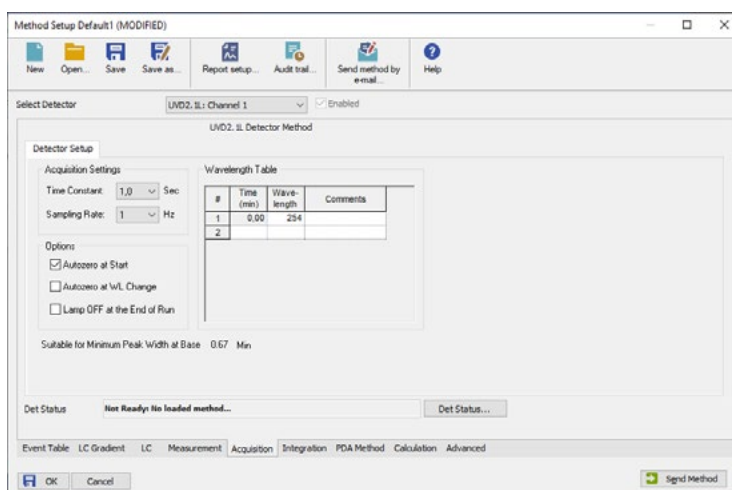 Method Setup Default1 (MODIFIED)
New Open... Save Save as... Report setup... Audit trail... Send method by e-mail... Help
Select Detector UVD2.1L: Channel 1 Enabled
UVD2.1L Detector Method
Detector Setup
Acquisition Settings
Time Constant: 1,0 Sec
Sampling Rate: 1 Hz
Options
Autozero at Start
Autozero at WL Change
Lamp OFF at the End of Run
Wavelength Table
# Time (min) Wave-length Comments
1 0,00 254
2
Suitable for Minimum Peak Width at Base 0.67 Min
Det Status Not Ready: No loaded method... Det Status...
Event Table LC Gradient LC Measurement Acquisition Integration PDA Method Calculation Advanced
OK Cancel Send Method